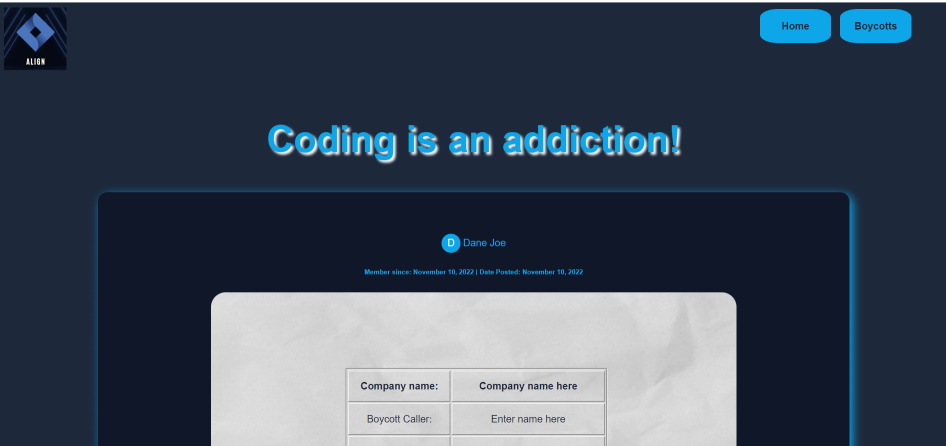 ALIGN
Home
Boycotts
Coding is an addiction!
D Dane Joe
Member since: November 10, 2022 | Date Posted: November 10, 2022
Company name: Company name here
Boycott Caller: Enter name here